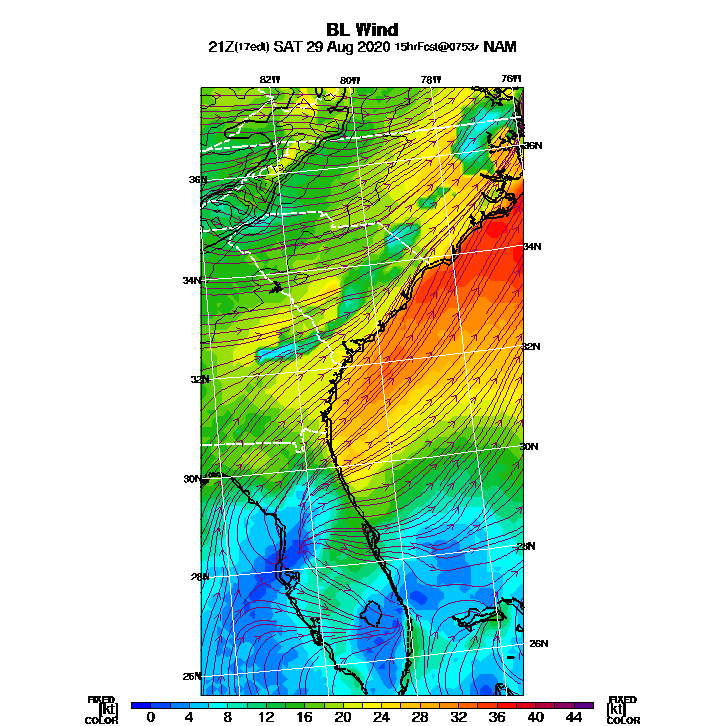 BL Wind
21Z(17edt) SAT 29 Aug 2020 15hrFcst@0753z NAM
82W 80W 78W 76W
36N
36N
34N
34N
32N
32N
30N
30N
28N
28N
26N
26N
FIXED FIXED
[kt] 0 4 8 12 16 20 24 28 32 36 40 44 [kt]
COLOR COLOR